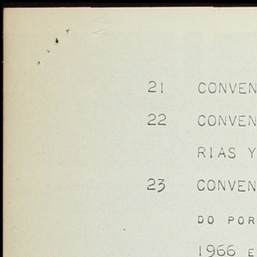 21 CONVEN
22 CONVEN
RIAS Y
23 CONVEN
DO POR
1966 E